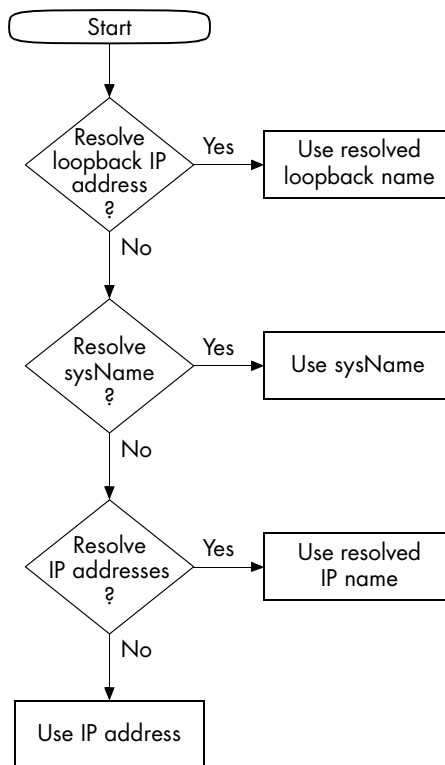 Start
Resolve
loopback IP
address
?
Yes
Use resolved
loopback name
No
Resolve
sysName
?
Yes
Use sysName
No
Resolve
IP addresses
?
Yes
Use resolved
IP name
No
Use IP address